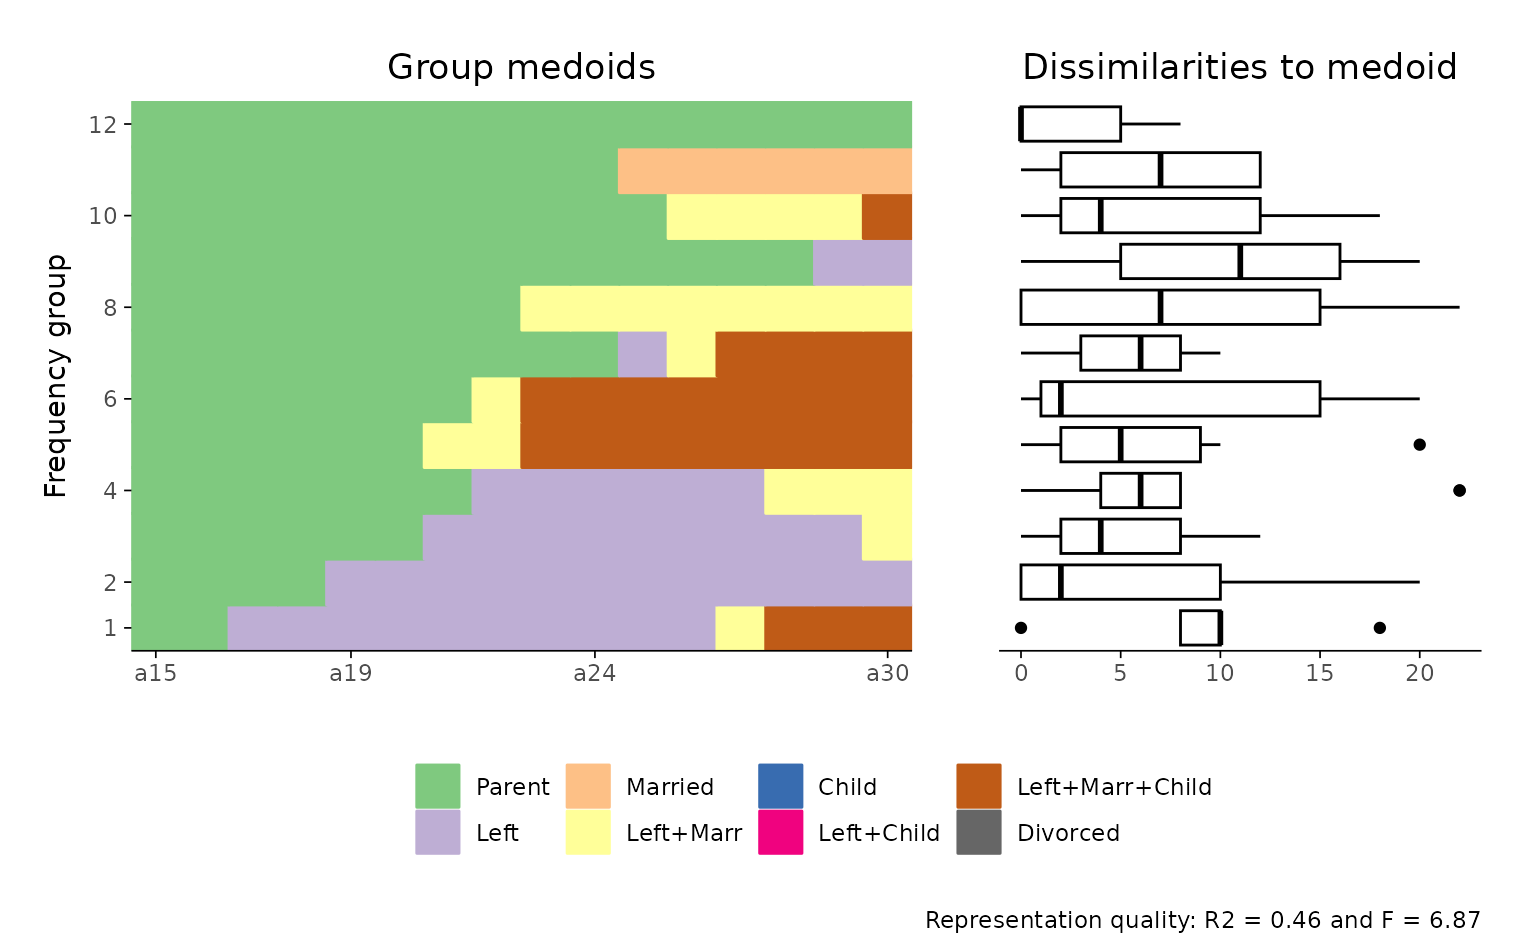 Group medoids
Dissimilarities to medoid
Frequency group
12
10
8
6
4
2
1
a15 a19 a24 a30
0 5 10 15 20
Parent Married Child Left+Marr+Child
Left Left+Marr Left+Child Divorced
Representation quality: R2 = 0.46 and F = 6.87